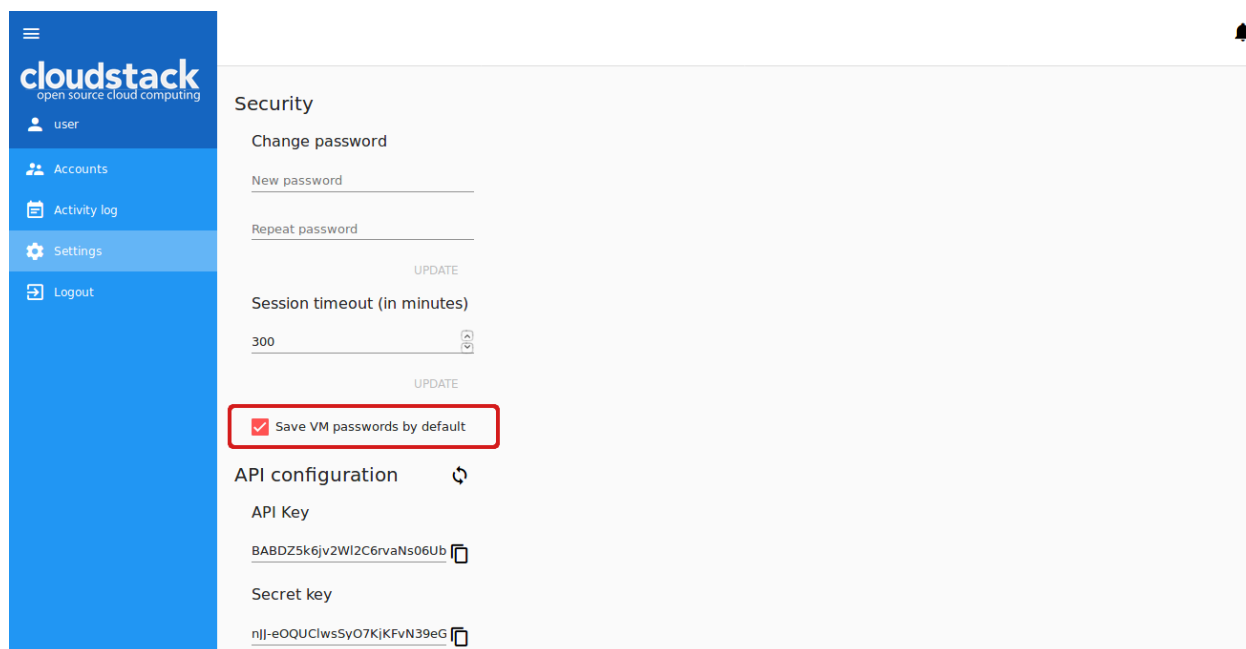 cloudstack
open source cloud computing
user
Accounts
Activity log
Settings
Logout
Security
Change password
New password
Repeat password
UPDATE
Session timeout (in minutes)
300
UPDATE
Save VM passwords by default
API configuration
API Key
BABDZ5k6jv2Wl2C6rvaNs06Ub
Secret key
nJJ-eOQUClwsSyO7KjKFvN39eG